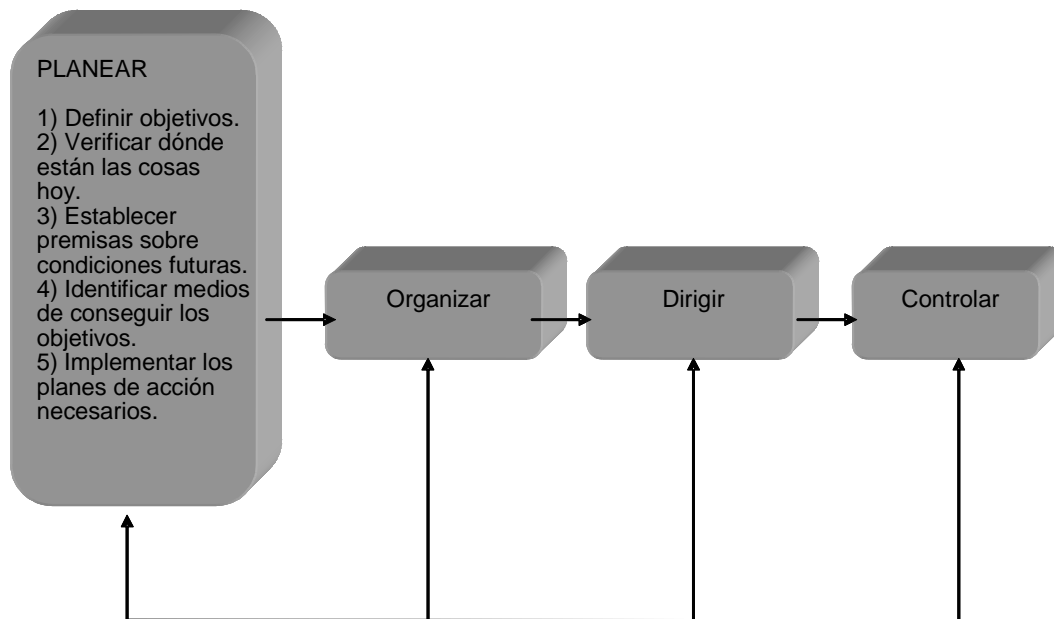 PLANEAR
1) Definir objetivos.
2) Verificar dónde
están las cosas
hoy.
3) Establecer
premisas sobre
condiciones futuras.
4) Identificar medios
de conseguir los
objetivos.
5) Implementar los
planes de acción
necesarios.
Organizar
Dirigir
Controlar